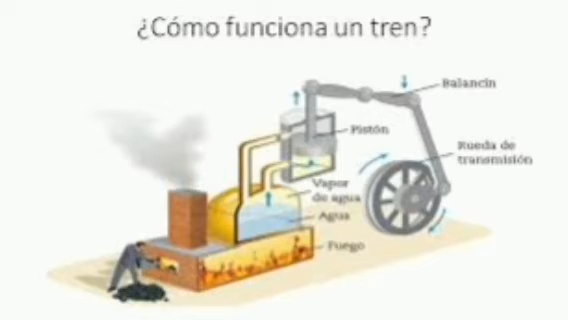 ¿Cómo funciona un tren?
Balancín
Pistón
Rueda de
transmisión
Vapor
de agua
Agua
Fuego